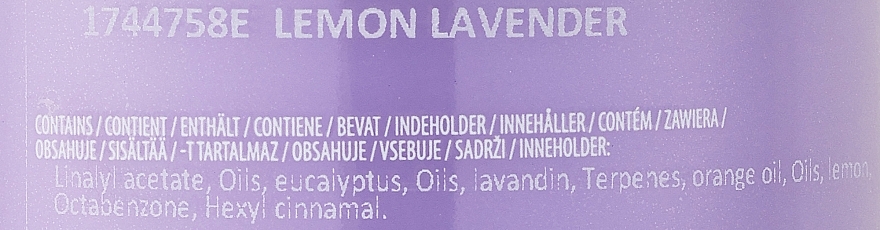 1744758E LEMON LAVENDER
CONTAINS / CONTIENT / ENTHÄLT / CONTIENE / BEVAT / INDEHOLDER / INNEHÅLLER / CONTÉM / ZAWIERA /
OBSAHUJE / SISÄLTÄÄ / -T TARTALMAZ / OBSAHUJE / VSEBUJE / SADRŽI / INNEHOLDER:
Linalyl acetate, Oils, eucalyptus, Oils, lavandin, Terpenes, orange oil, Oils, lemon,
Octabenzone, Hexyl cinnamal.